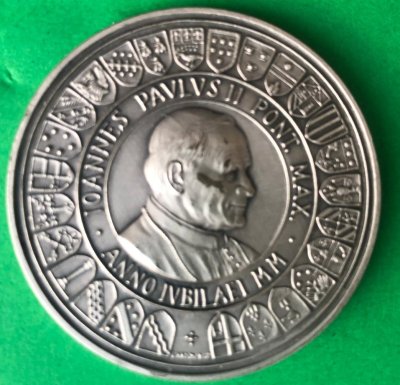 IOANNES PAVLVS II PONT. MAX.
ANNO IVBILAEI MM